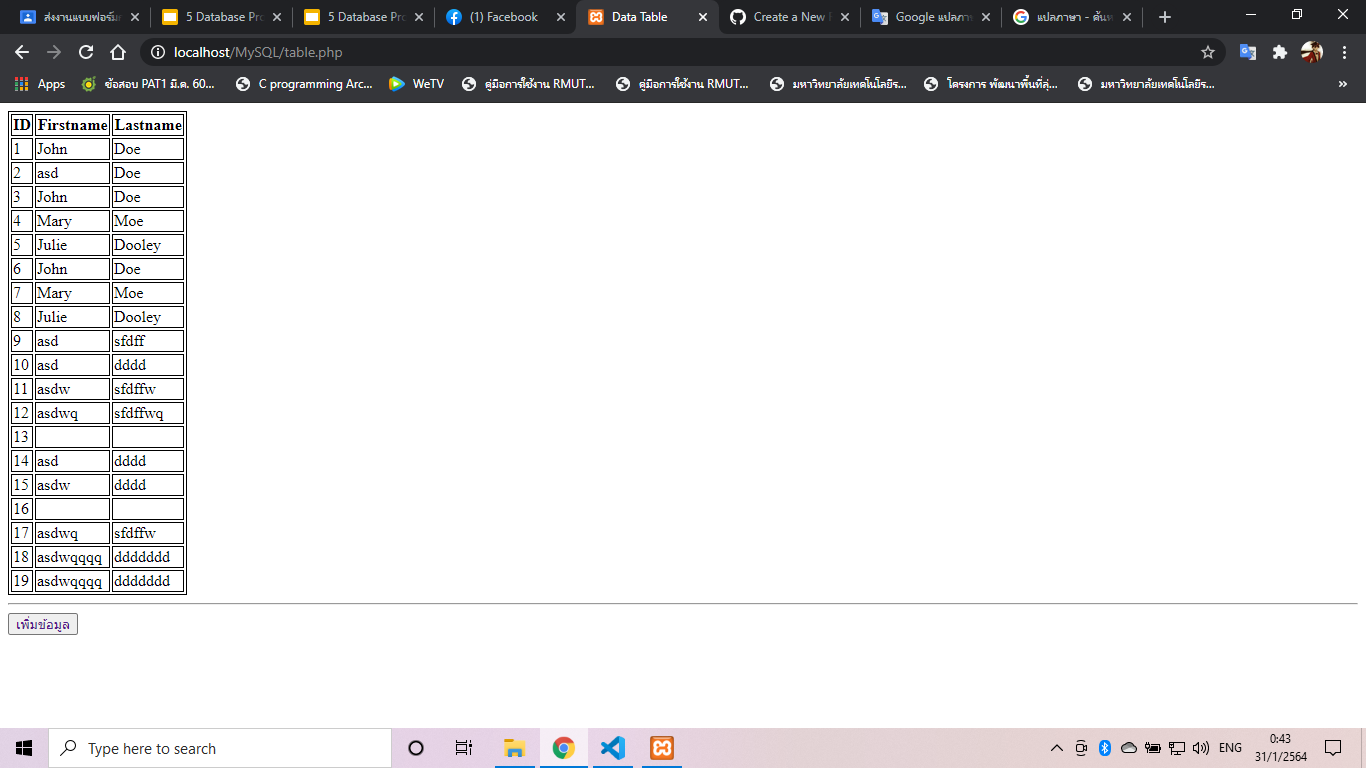 ส่งงานแบบฟอร์ม 5 Database Pro 5 Database Pro (1) Facebook Data Table Create a New Google แปลภา แปลภาษา - ค้นห
localhost/MySQL/table.php
Apps ข้อสอบ PAT1 มี.ค. 60... C programming Arc... WeTV คู่มือการใช้งาน RMUT... คู่มือการใช้งาน RMUT... มหาวิทยาลัยเทคโนโลยีร... โครงการ พัฒนาพื้นที่สุ่... มหาวิทยาลัยเทคโนโลยีร... »
ID Firstname Lastname
1 John Doe
2 asd Doe
3 John Doe
4 Mary Moe
5 Julie Dooley
6 John Doe
7 Mary Moe
8 Julie Dooley
9 asd sfdff
10 asd dddd
11 asdw sfdffw
12 asdwq sfdffwq
13
14 asd dddd
15 asdw dddd
16
17 asdwq sfdffw
18 asdwqqqq ddddddd
19 asdwqqqq ddddddd
เพิ่มข้อมูล
Type here to search ENG 0:43
31/1/2564